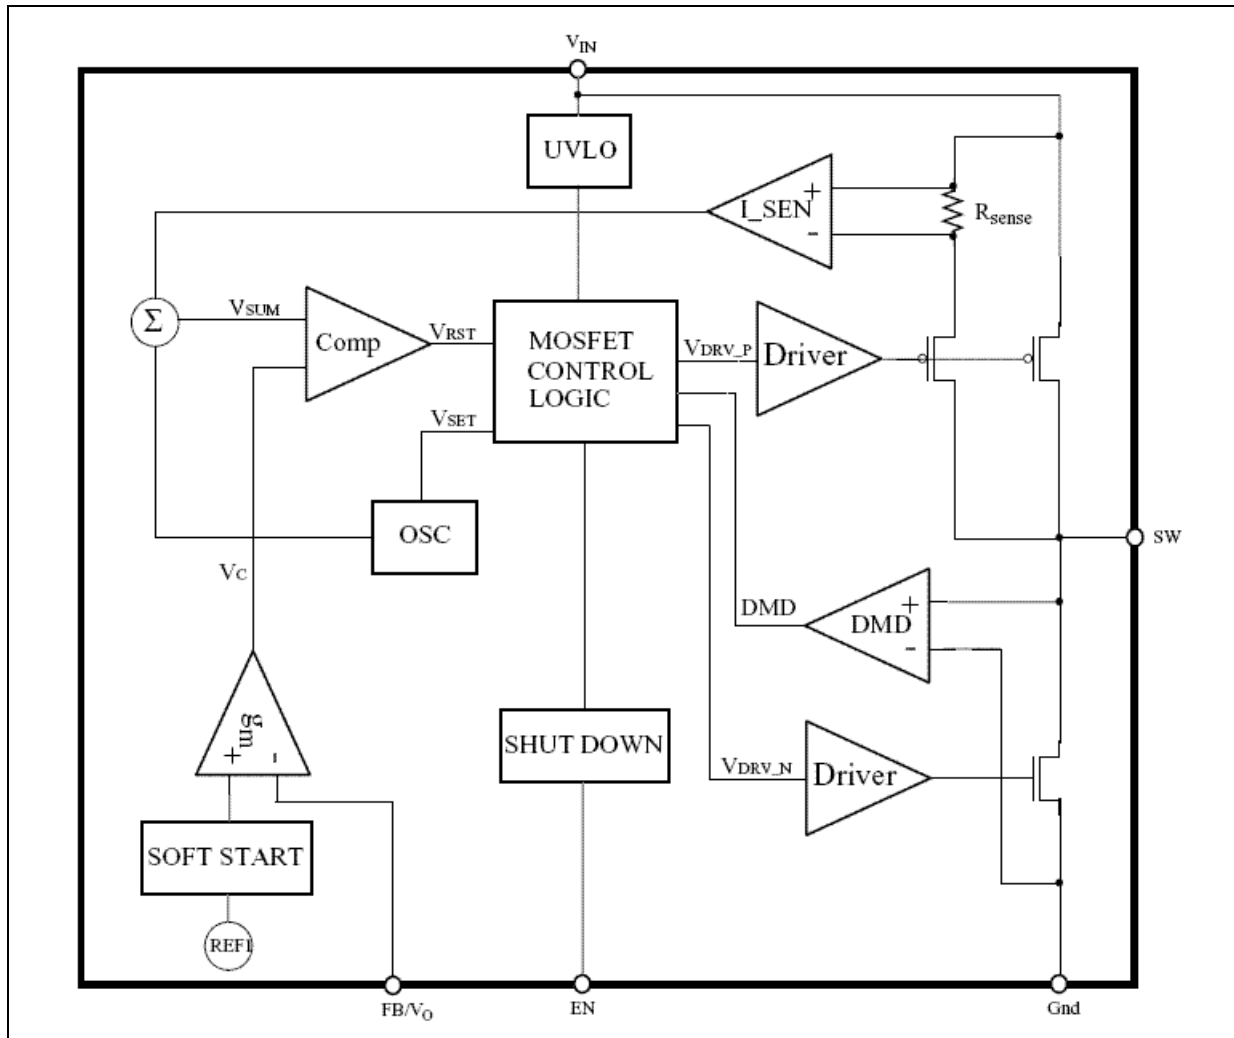 VIN
UVLO
+
I_SEN
-
Rsense
VSUM
Σ
Comp
VRST
MOSFET
CONTROL
LOGIC
VDRV_P
Driver
VSET
OSC
SW
VC
DMD
+
DMD
-
gm
+
-
SHUT DOWN
VDRV_N
Driver
SOFT START
REF1
FB/VO
EN
Gnd